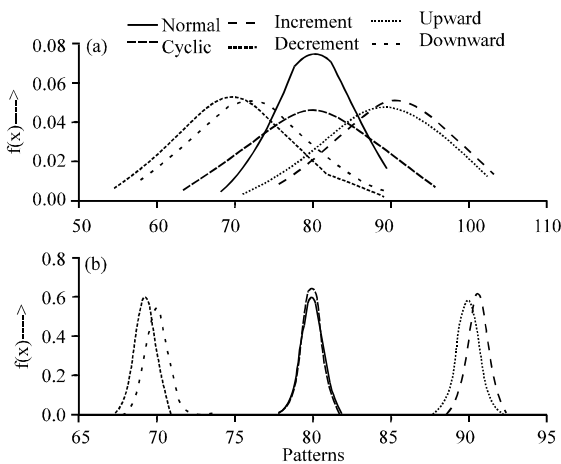 Normal Increment Upward
Cyclic Decrement Downward
(a)
f(x)---->
0.08
0.06
0.04
0.02
0.00
50 60 70 80 90 100 110
(b)
f(x)---->
0.8
0.6
0.4
0.2
0.0
65 70 75 80 85 90 95
Patterns